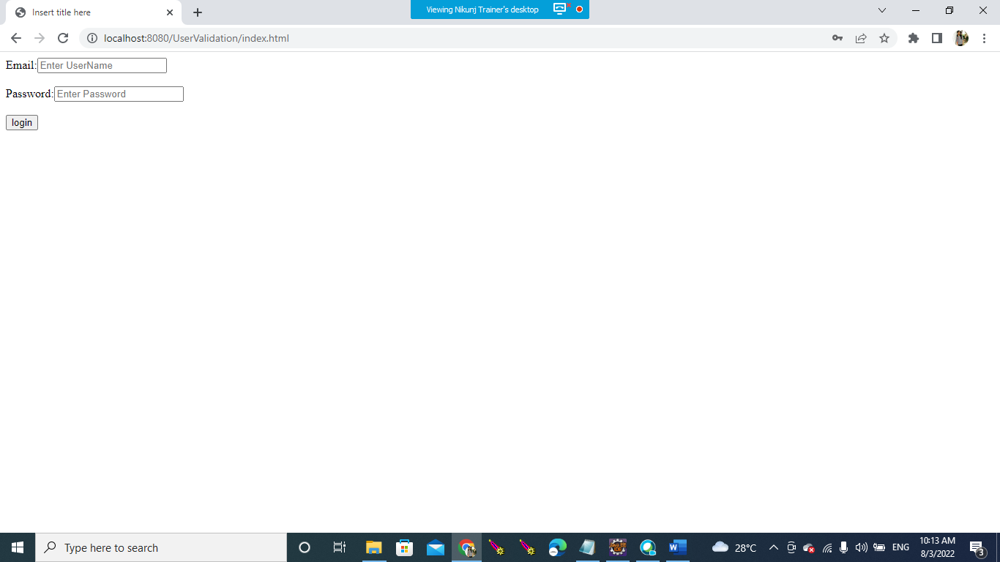 Insert title here
Viewing Nikunj Trainer's desktop
localhost:8080/UserValidation/index.html
Email: Enter UserName
Password: Enter Password
login
Type here to search
28°C
ENG
10:13 AM
8/3/2022
3